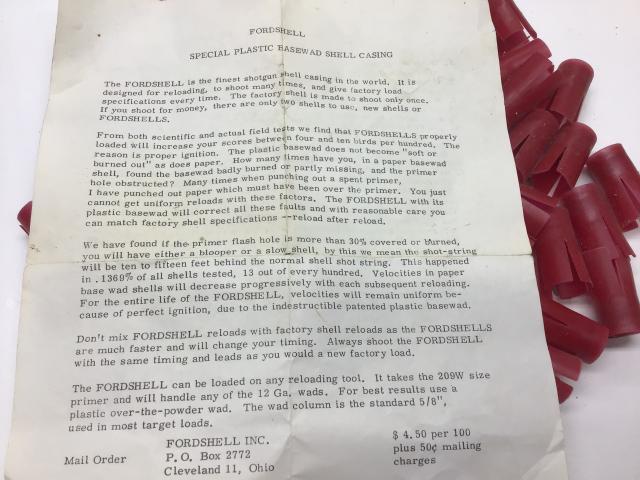 FORDSHELL
SPECIAL PLASTIC BASEWAD SHELL CASING
The FORDSHELL is the finest shotgun shell casing in the world. It is
designed for reloading, to shoot many times, and give factory load
specifications every time. The factory shell is made to shoot only once.
If you shoot for money, there are only two shells to use, new shells or
FORDSHELLS.
From both scientific and actual field tests we find that FORDSHELLS properly
loaded will increase your scores between four and ten birds per hundred. The
reason is proper ignition. The plastic basewad does not become "soft or
burned out" as does paper. How many times have you, in a paper basewad
shell, found the basewad badly burned or partly missing, and the primer
hole obstructed? Many times when punching out a spent primer,
I have punched out paper which must have been over the primer. You just
cannot get uniform reloads with these factors. The FORDSHELL with its
plastic basewad will correct all these faults and with reasonable care you
can match factory shell specifications --reload after reload.
We have found if the primer flash hole is more than 30% covered or burned,
you will have either a blooper or a slow shell, by this we mean the shot-string
will be ten to fifteen feet behind the normal shell shot string. This happened
in .1369% of all shells tested, 13 out of every hundred. Velocities in paper
base wad shells will decrease progressively with each subsequent reloading.
For the entire life of the FORDSHELL, velocities will remain uniform be-
cause of perfect ignition, due to the indestructible patented plastic basewad.
Don't mix FORDSHELL reloads with factory shell reloads as the FORDSHELLS
are much faster and will change your timing. Always shoot the FORDSHELL
with the same timing and leads as you would a new factory load.
The FORDSHELL can be loaded on any reloading tool. It takes the 209W size
primer and will handle any of the 12 Ga. wads. For best results use a
plastic over-the-powder wad. The wad column is the standard 5/8",
used in most target loads.
Mail Order
FORDSHELL INC.
P.O. Box 2772
Cleveland 11, Ohio
$ 4.50 per 100
plus 50¢ mailing
charges